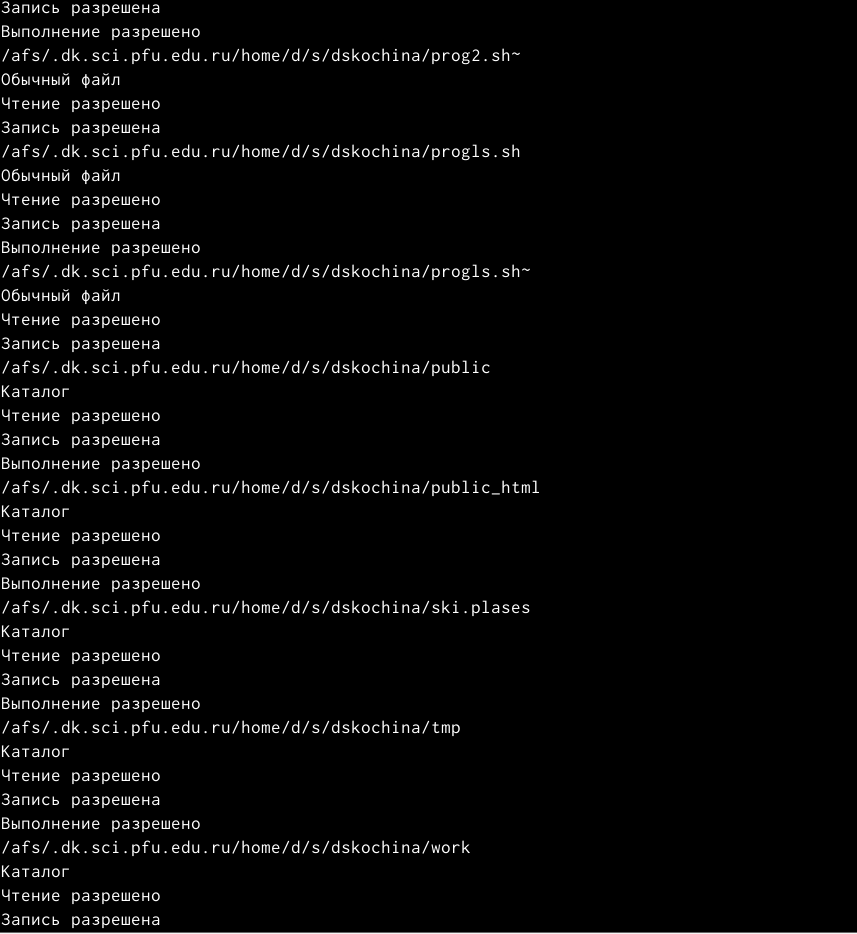 Запись разрешена
Выполнение разрешено
/afs/.dk.sci.pfu.edu.ru/home/d/s/dskochina/prog2.sh~
Обычный файл
Чтение разрешено
Запись разрешена
/afs/.dk.sci.pfu.edu.ru/home/d/s/dskochina/progls.sh
Обычный файл
Чтение разрешено
Запись разрешена
Выполнение разрешено
/afs/.dk.sci.pfu.edu.ru/home/d/s/dskochina/progls.sh~
Обычный файл
Чтение разрешено
Запись разрешена
/afs/.dk.sci.pfu.edu.ru/home/d/s/dskochina/public
Каталог
Чтение разрешено
Запись разрешена
Выполнение разрешено
/afs/.dk.sci.pfu.edu.ru/home/d/s/dskochina/public_html
Каталог
Чтение разрешено
Запись разрешена
Выполнение разрешено
/afs/.dk.sci.pfu.edu.ru/home/d/s/dskochina/ski.plases
Каталог
Чтение разрешено
Запись разрешена
Выполнение разрешено
/afs/.dk.sci.pfu.edu.ru/home/d/s/dskochina/tmp
Каталог
Чтение разрешено
Запись разрешена
Выполнение разрешено
/afs/.dk.sci.pfu.edu.ru/home/d/s/dskochina/work
Каталог
Чтение разрешено
Запись разрешена